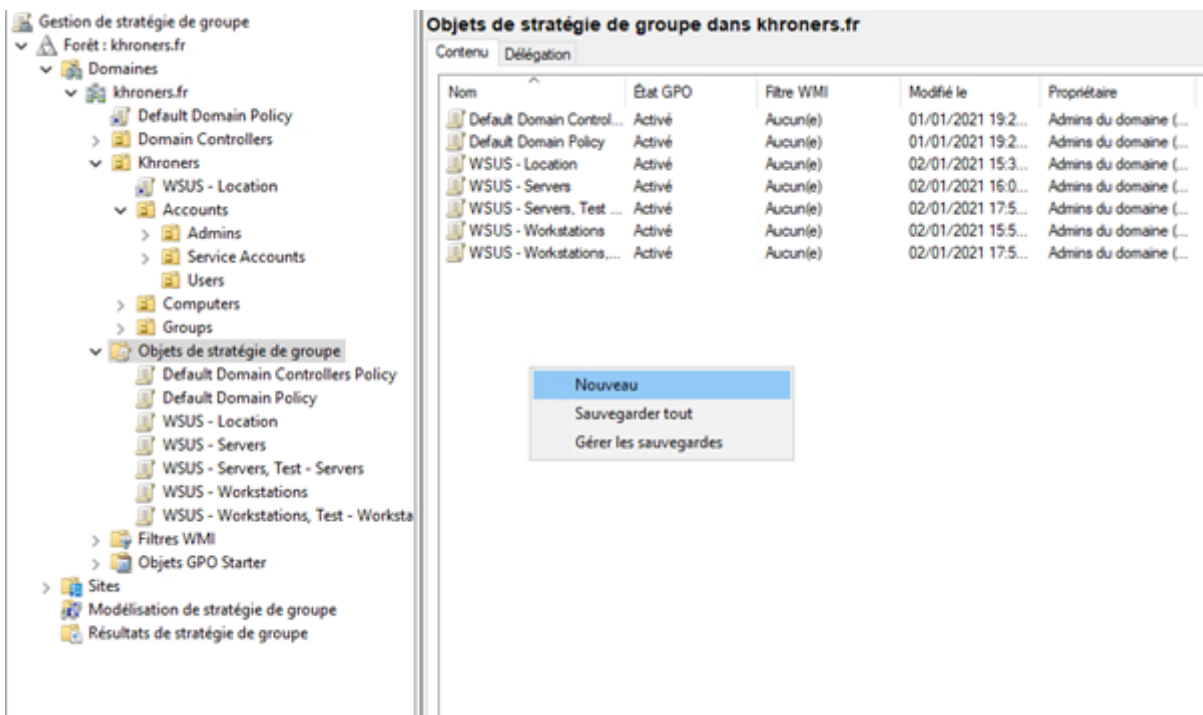 Gestion de stratégie de groupe
Forêt : khroners.fr
Domaines
khroners.fr
Default Domain Policy
Domain Controllers
Khroners
WSUS - Location
Accounts
Admins
Service Accounts
Users
Computers
Groups
Objets de stratégie de groupe
Default Domain Controllers Policy
Default Domain Policy
WSUS - Location
WSUS - Servers
WSUS - Servers, Test - Servers
WSUS - Workstations
WSUS - Workstations, Test - Worksta
Filtres WMI
Objets GPO Starter
Sites
Modélisation de stratégie de groupe
Résultats de stratégie de groupe
Objets de stratégie de groupe dans khroners.fr
Contenu Délégation
Nom État GPO Filtre WMI Modifié le Propriétaire
Default Domain Control... Activé Aucun(e) 01/01/2021 19:2... Admins du domaine (...
Default Domain Policy Activé Aucun(e) 01/01/2021 19:2... Admins du domaine (...
WSUS - Location Activé Aucun(e) 02/01/2021 15:3... Admins du domaine (...
WSUS - Servers Activé Aucun(e) 02/01/2021 16:0... Admins du domaine (...
WSUS - Servers, Test ... Activé Aucun(e) 02/01/2021 17:5... Admins du domaine (...
WSUS - Workstations Activé Aucun(e) 02/01/2021 15:5... Admins du domaine (...
WSUS - Workstations,... Activé Aucun(e) 02/01/2021 17:5... Admins du domaine (...
Nouveau
Sauvegarder tout
Gérer les sauvegardes